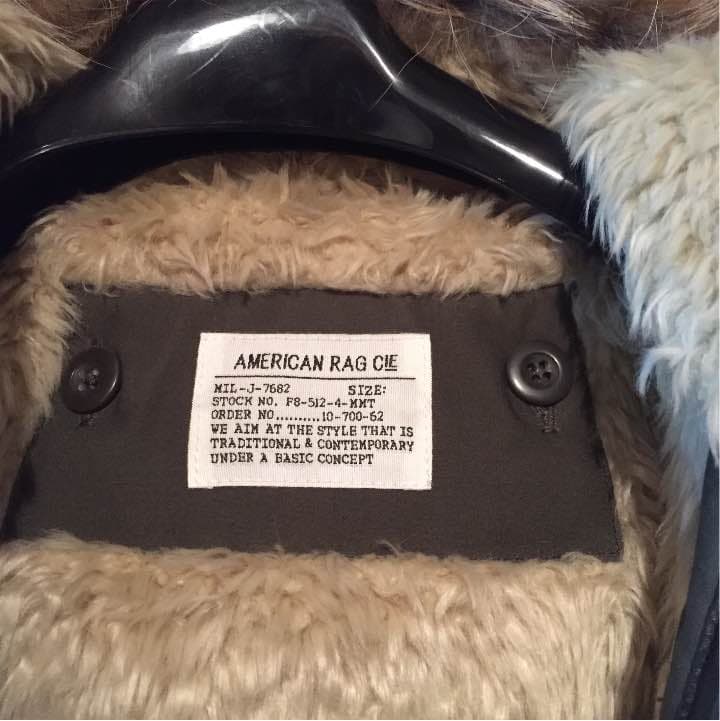 AMERICAN RAG CIE
MIL-J-7682 SIZE:
STOCK NO. F8-512-4-MMT
ORDER NO.........10-700-62
WE AIM AT THE STYLE THAT IS
TRADITIONAL & CONTEMPORARY
UNDER A BASIC CONCEPT